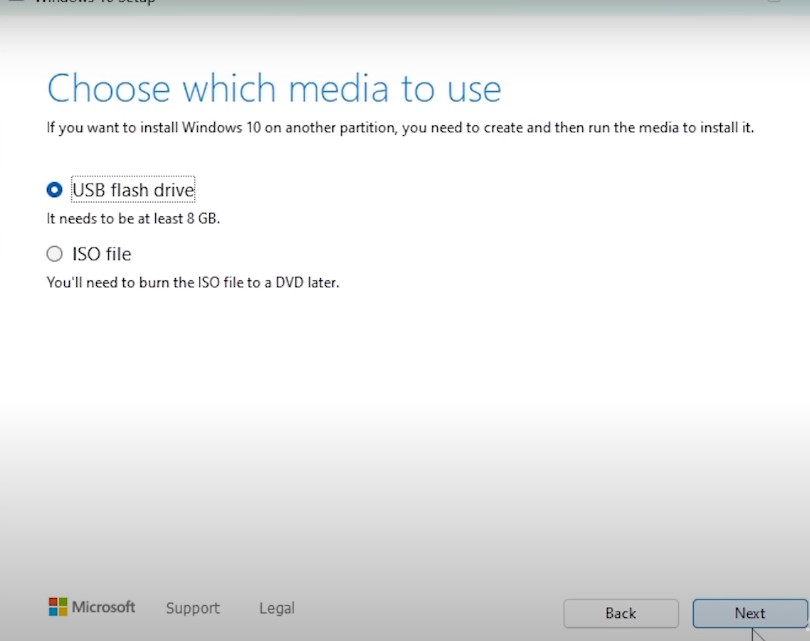 Windows 10 Setup
Choose which media to use
If you want to install Windows 10 on another partition, you need to create and then run the media to install it.
USB flash drive
It needs to be at least 8 GB.
ISO file
You'll need to burn the ISO file to a DVD later.
Microsoft Support Legal
Back Next